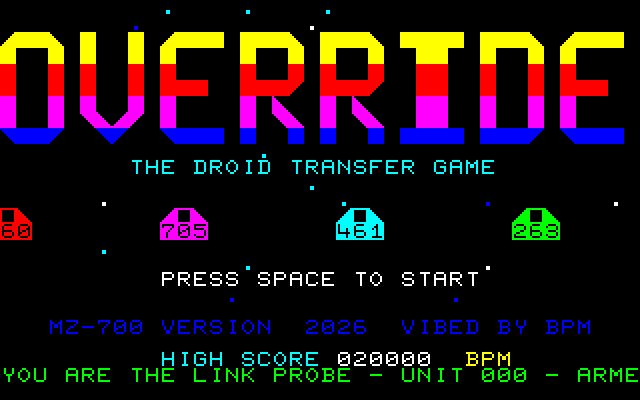 OVERRIDE
THE DROID TRANSFER GAME
60 705 461 263
PRESS SPACE TO START
MZ-700 VERSION 2026 VIBED BY BPM
HIGH SCORE 020000 BPM
YOU ARE THE LINK PROBE - UNIT 000 - ARME